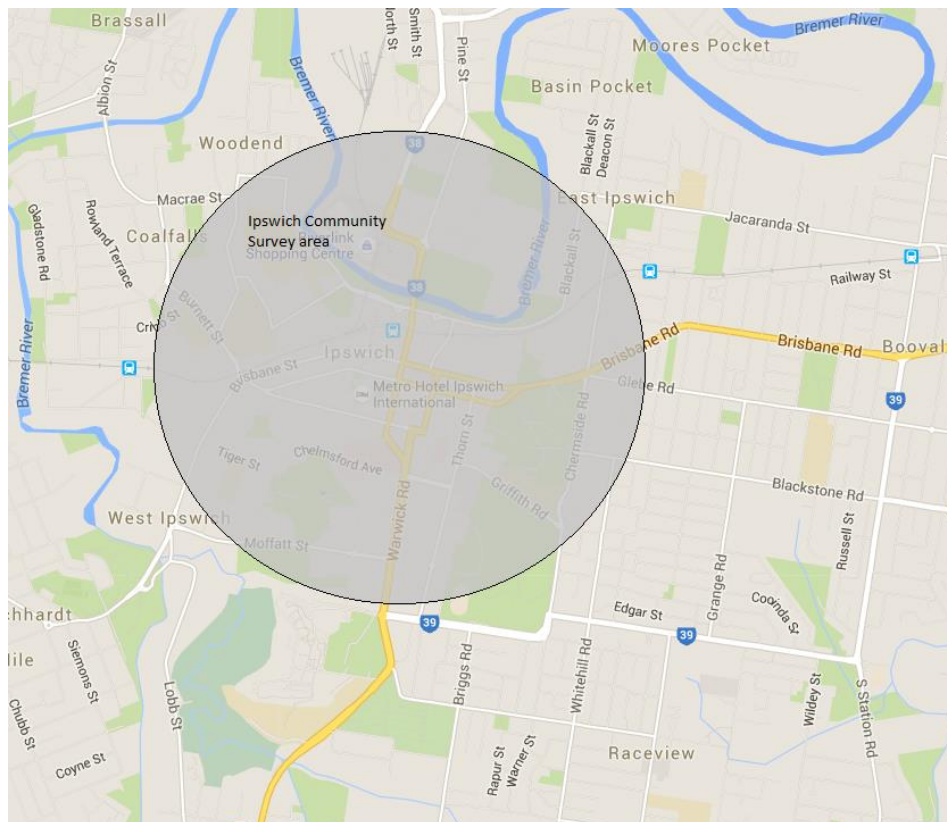 Brassall
North St
Smith St
Pine St
Bremer River
Moores Pocket
Basin Pocket
Albion St
Bremer River
Woodend
38
Blackall St
Deacon St
Macrae St
East Ipswich
Gladstone Rd
Rowland Terrace
Coalfalls
Ipswich Community
Survey area
Riverlink
Shopping Centre
Jacaranda St
Bremer River
Blackall St
Railway St
38
Burnett St
Bremer River
Ipswich
Brisbane St
Brisbane Rd
Brisbane Rd
Booval
Metro Hotel Ipswich
International
Glebe Rd
39
Thorn St
Chermside Rd
Tiger St
Chelmsford Ave
Griffith Rd
Blackstone Rd
West Ipswich
Warwick Rd
Moffatt St
Russell St
Grange Rd
chhardt
39
Edgar St
39
Cooinda St
ile
Siemons St
Lobb St
Briggs Rd
Whitehill Rd
Wildey St
S Station Rd
Chubb St
Coyne St
Rapur St
Warner St
Raceview